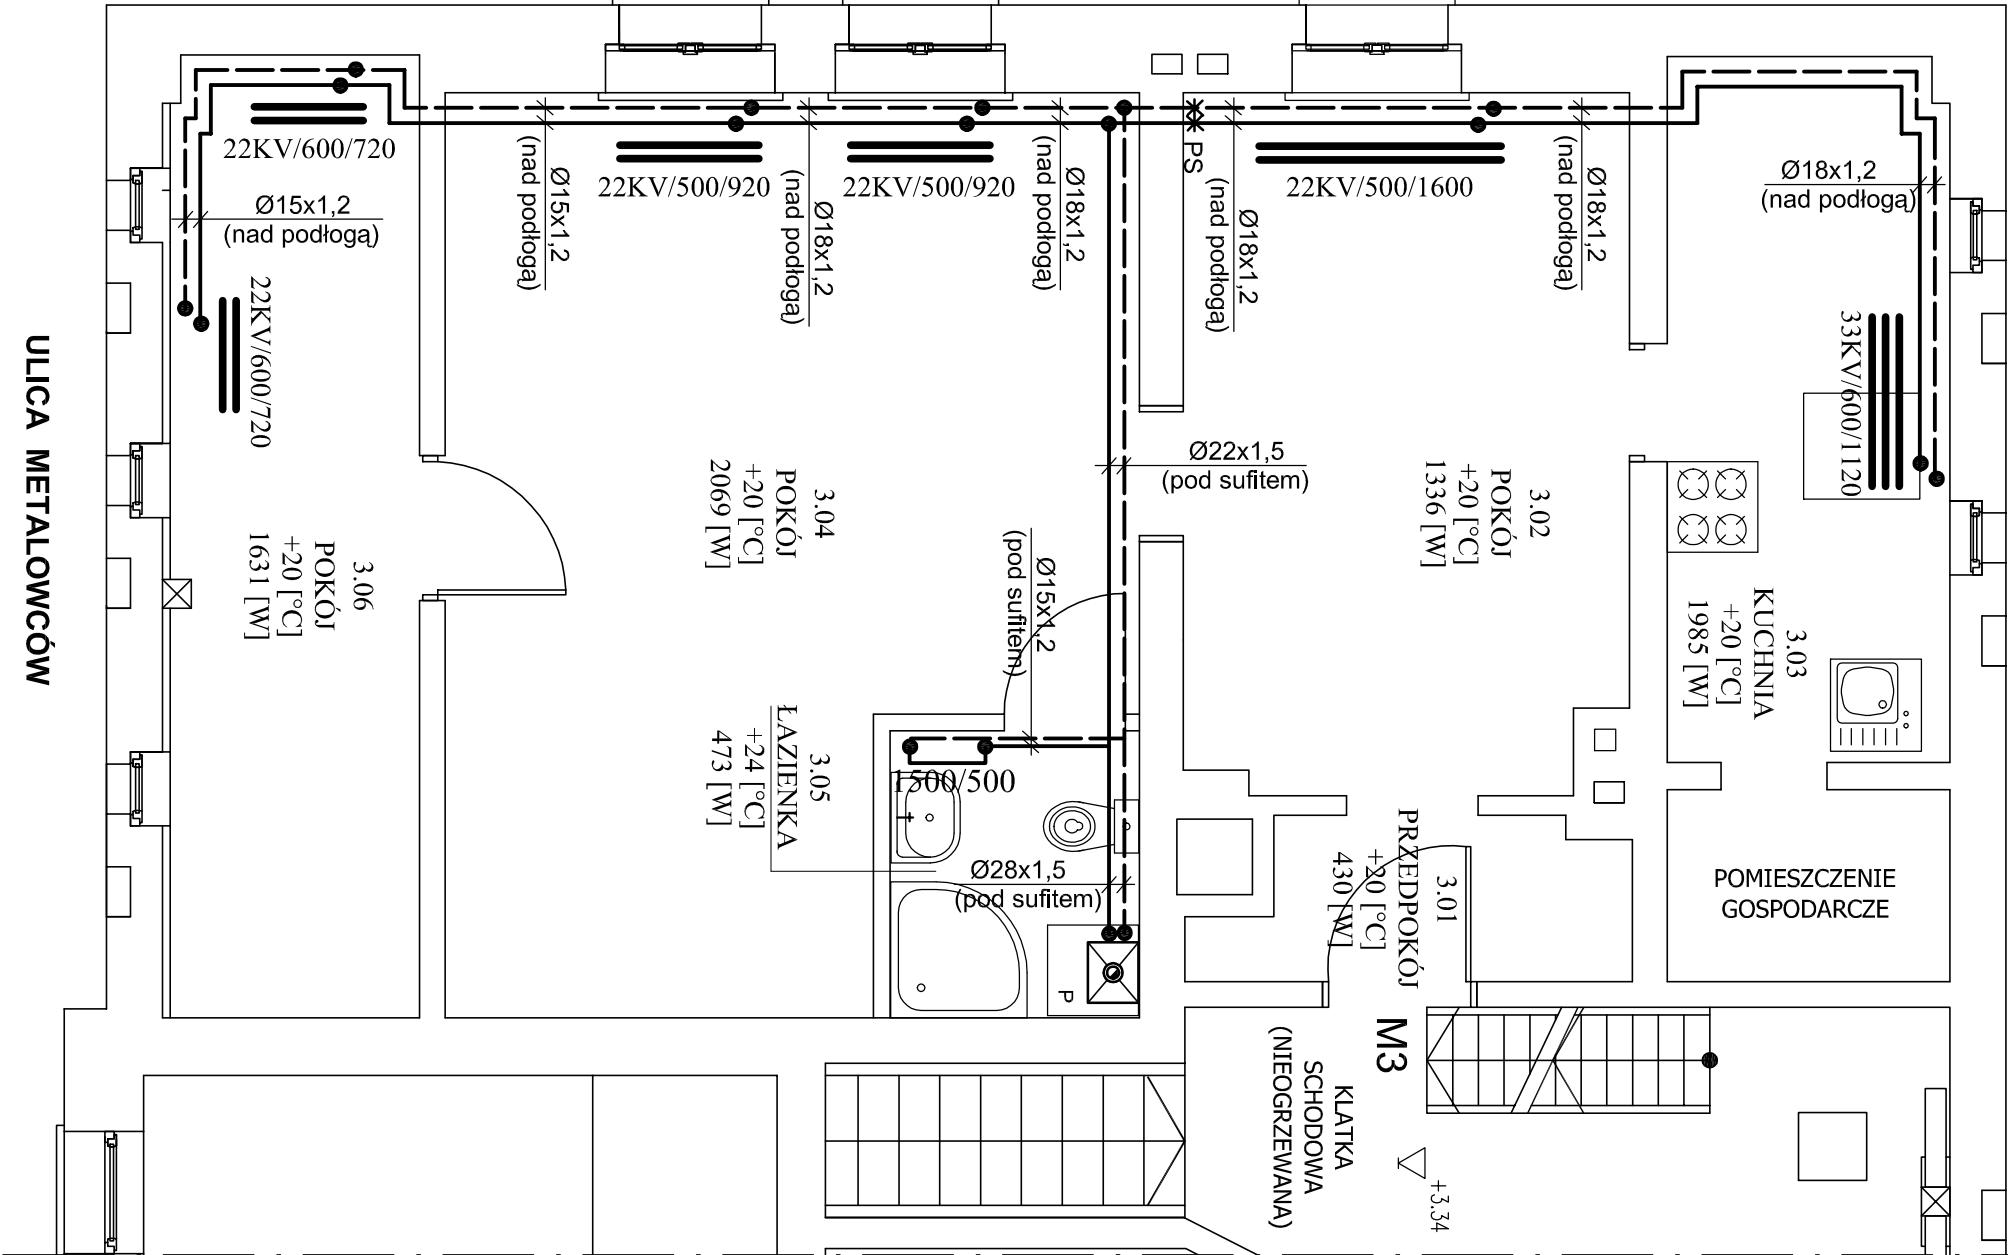 22KV/600/720
Ø15x1,2
(nad podłogą)
22KV/600/720
Ø15x1,2
(nad podłogą)
22KV/500/920
Ø18x1,2
(nad podłogą)
22KV/500/920
Ø18x1,2
(nad podłogą)
PS
Ø18x1,2
(nad podłogą)
22KV/500/1600
Ø18x1,2
(nad podłogą)
Ø18x1,2
(nad podłogą)
33KV/600/1120
ULICA METALOWCÓW
3.06
POKÓJ
+20 [°C]
1631 [W]
3.04
POKÓJ
+20 [°C]
2069 [W]
Ø22x1,5
(pod sufitem)
3.02
POKÓJ
+20 [°C]
1336 [W]
Ø15x1,2
(pod sufitem)
3.03
KUCHNIA
+20 [°C]
1985 [W]
3.05
ŁAZIENKA
+24 [°C]
473 [W]
1500/500
Ø28x1,5
(pod sufitem)
P
3.01
PRZEDPOKÓJ
+20 [°C]
430 [W]
POMIESZCZENIE
GOSPODARCZE
M3
KLATKA
SCHODOWA
(NIEOGRZEWANA)
+3.34